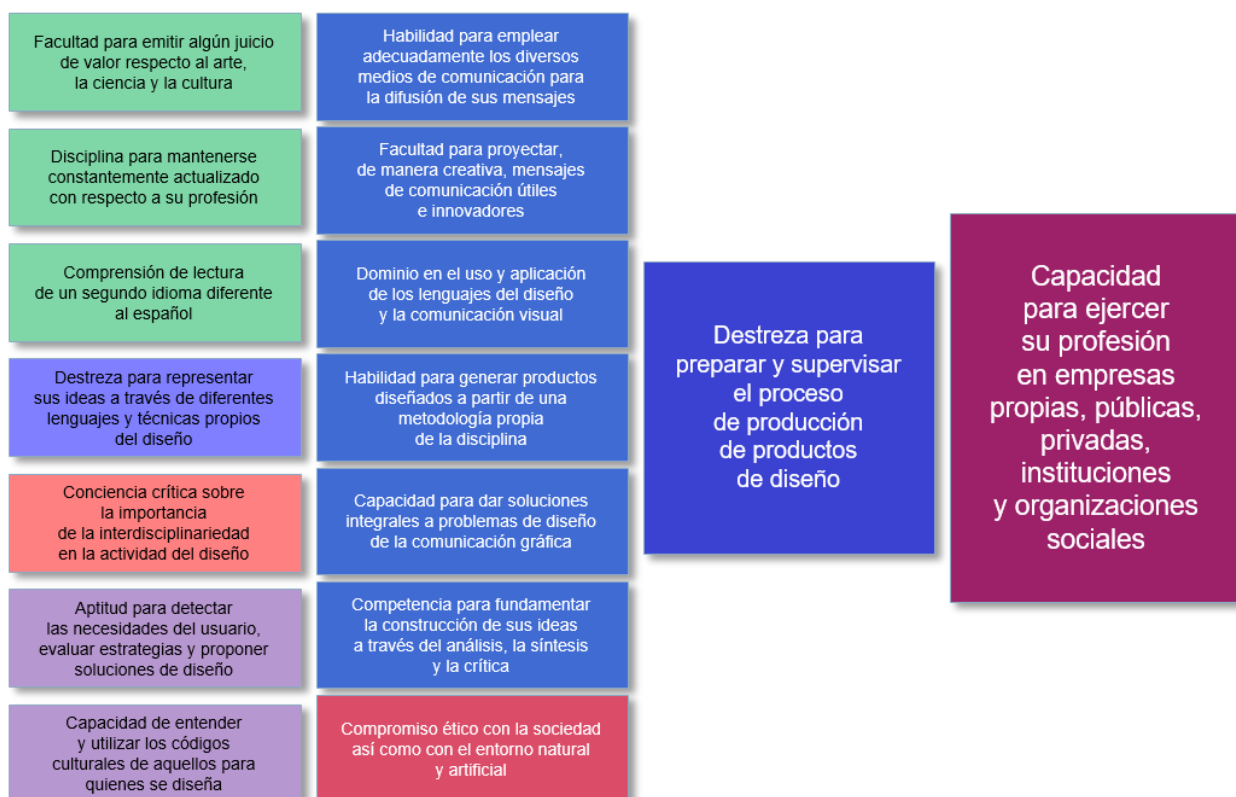 Facultad para emitir algún juicio
de valor respecto al arte,
la ciencia y la cultura
Disciplina para mantenerse
constantemente actualizado
con respecto a su profesión
Comprensión de lectura
de un segundo idioma diferente
al español
Destreza para representar
sus ideas a través de diferentes
lenguajes y técnicas propios
del diseño
Conciencia crítica sobre
la importancia
de la interdisciplinariedad
en la actividad del diseño
Aptitud para detectar
las necesidades del usuario,
evaluar estrategias y proponer
soluciones de diseño
Capacidad de entender
y utilizar los códigos
culturales de aquellos para
quienes se diseña
Habilidad para emplear
adecuadamente los diversos
medios de comunicación para
la difusión de sus mensajes
Facultad para proyectar,
de manera creativa, mensajes
de comunicación útiles
e innovadores
Dominio en el uso y aplicación
de los lenguajes del diseño
y la comunicación visual
Habilidad para generar productos
diseñados a partir de una
metodología propia
de la disciplina
Capacidad para dar soluciones
integrales a problemas de diseño
de la comunicación gráfica
Competencia para fundamentar
la construcción de sus ideas
a través del análisis, la síntesis
y la crítica
Compromiso ético con la sociedad
así como con el entorno natural
y artificial
Destreza para
preparar y supervisar
el proceso
de producción
de productos
de diseño
Capacidad
para ejercer
su profesión
en empresas
propias, públicas,
privadas,
instituciones
y organizaciones
sociales